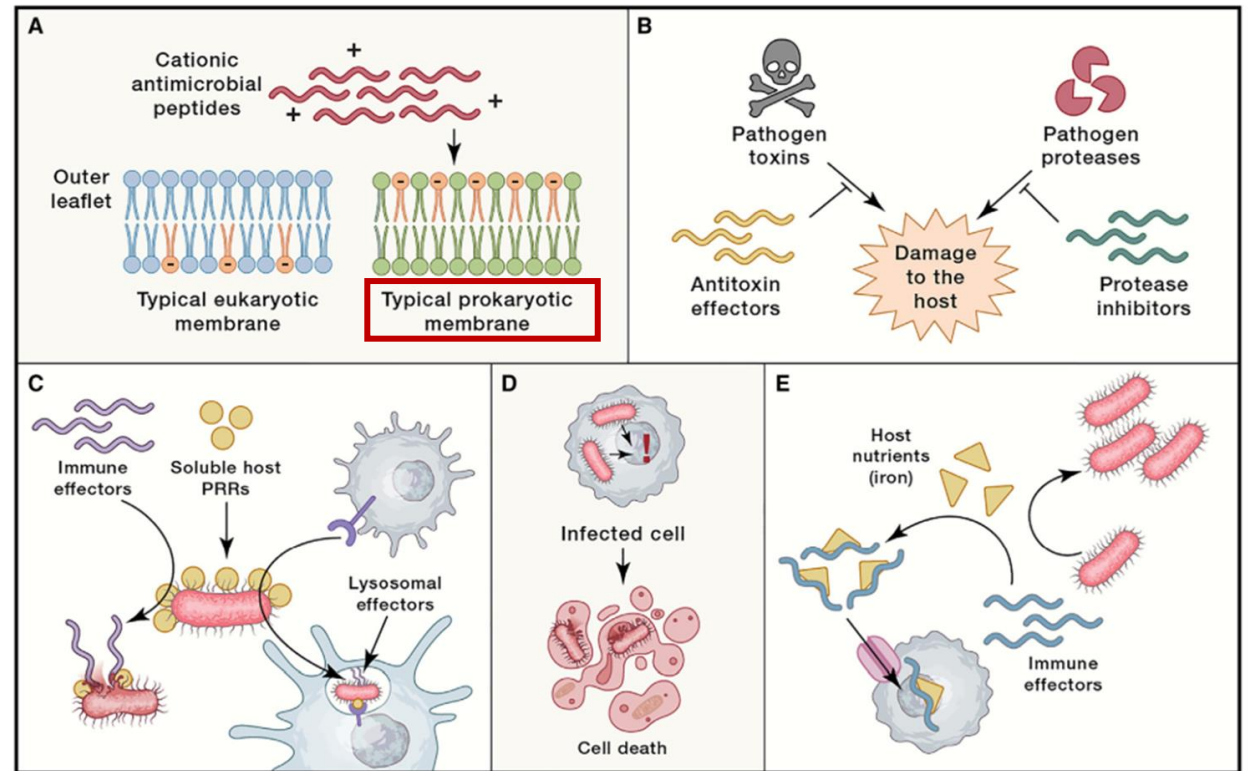 A
Cationic
antimicrobial
peptides
+
+
+
Outer
leaflet
- - - - -
- - -
Typical eukaryotic
membrane
Typical prokaryotic
membrane
B
Pathogen
toxins
Pathogen
proteases
Antitoxin
effectors
Damage
to the
host
Protease
inhibitors
C
Immune
effectors
Soluble host
PRRs
Lysosomal
effectors
D
!
Infected cell
Cell death
E
Host
nutrients
(iron)
Immune
effectors